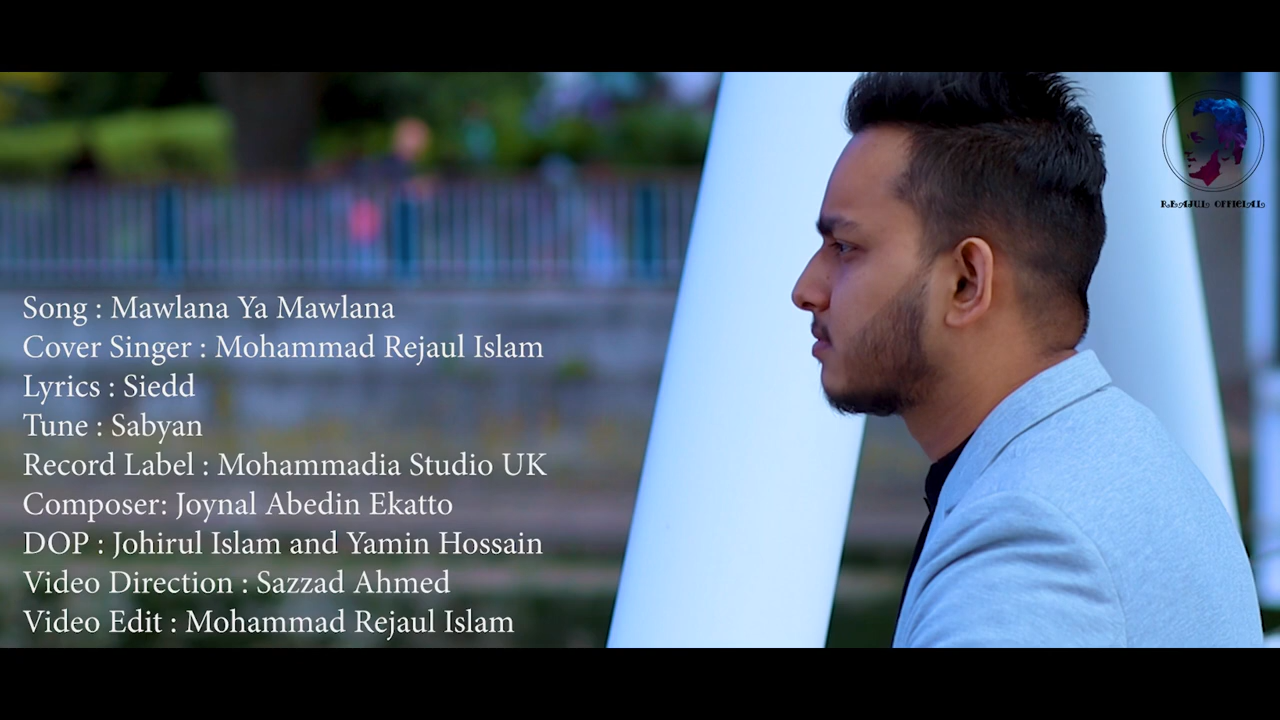 Song : Mawlana Ya Mawlana
Cover Singer : Mohammad Rejaul Islam
Lyrics : Siedd
Tune : Sabyan
Record Label : Mohammadia Studio UK
Composer: Joynal Abedin Ekatto
DOP : Johirul Islam and Yamin Hossain
Video Direction : Sazzad Ahmed
Video Edit : Mohammad Rejaul Islam
REAJUL OFFICIAL